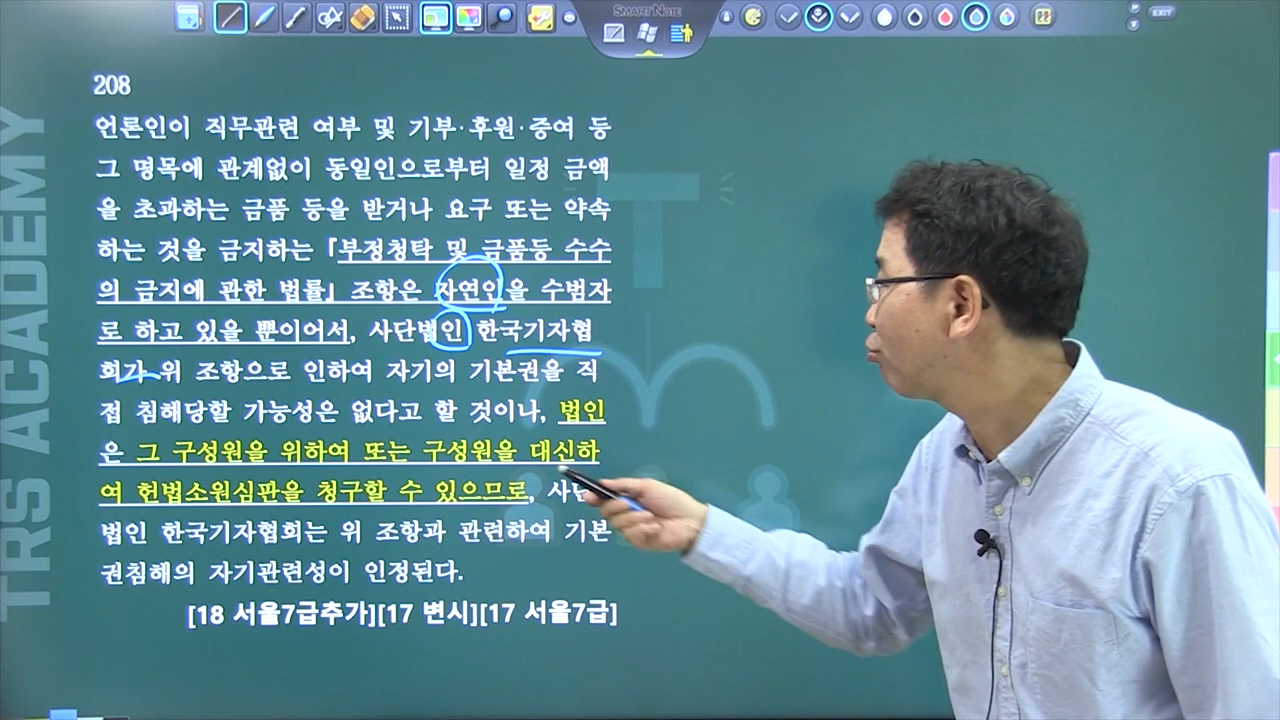 SMART NOTE
EXIT
TRS ACADEMY
208
언론인이 직무관련 여부 및 기부·후원·증여 등
그 명목에 관계없이 동일인으로부터 일정 금액
을 초과하는 금품 등을 받거나 요구 또는 약속
하는 것을 금지하는 「부정청탁 및 금품등 수수
의 금지에 관한 법률」 조항은 자연인을 수범자
로 하고 있을 뿐이어서, 사단법인 한국기자협
회가 위 조항으로 인하여 자기의 기본권을 직
접 침해당할 가능성은 없다고 할 것이나, 법인
은 그 구성원을 위하여 또는 구성원을 대신하
여 헌법소원심판을 청구할 수 있으므로, 사단
법인 한국기자협회는 위 조항과 관련하여 기본
권침해의 자기관련성이 인정된다.
[18 서울7급추가][17 변시][17 서울7급]